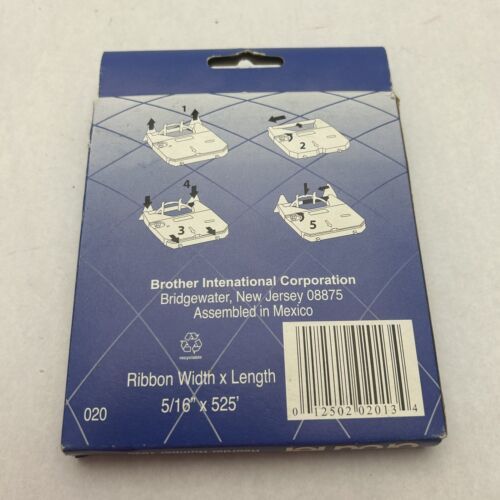 1
2
4
3
5
Brother Intenational Corporation
Bridgewater, New Jersey 08875
Assembled in Mexico
recyclable
Ribbon Width x Length
5/16" x 525'
020
0 12502 02013 4